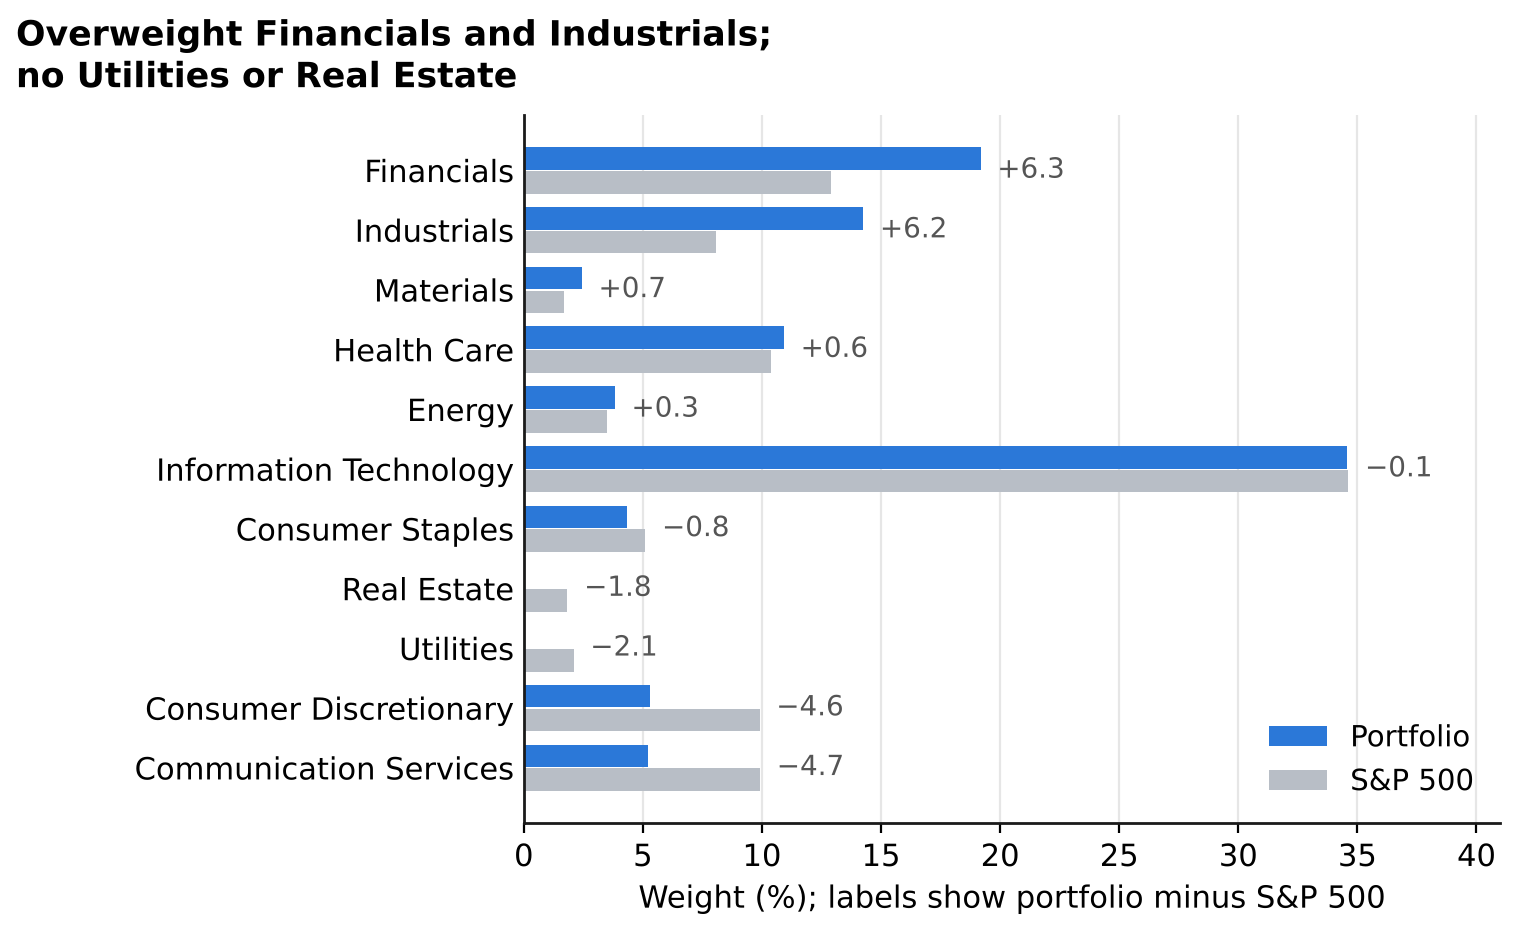 Overweight Financials and Industrials;
no Utilities or Real Estate
Financials
+6.3
Industrials
+6.2
Materials
+0.7
Health Care
+0.6
Energy
+0.3
Information Technology
−0.1
Consumer Staples
−0.8
Real Estate
−1.8
Utilities
−2.1
Consumer Discretionary
−4.6
Communication Services
−4.7
Portfolio
S&P 500
0 5 10 15 20 25 30 35 40
Weight (%); labels show portfolio minus S&P 500